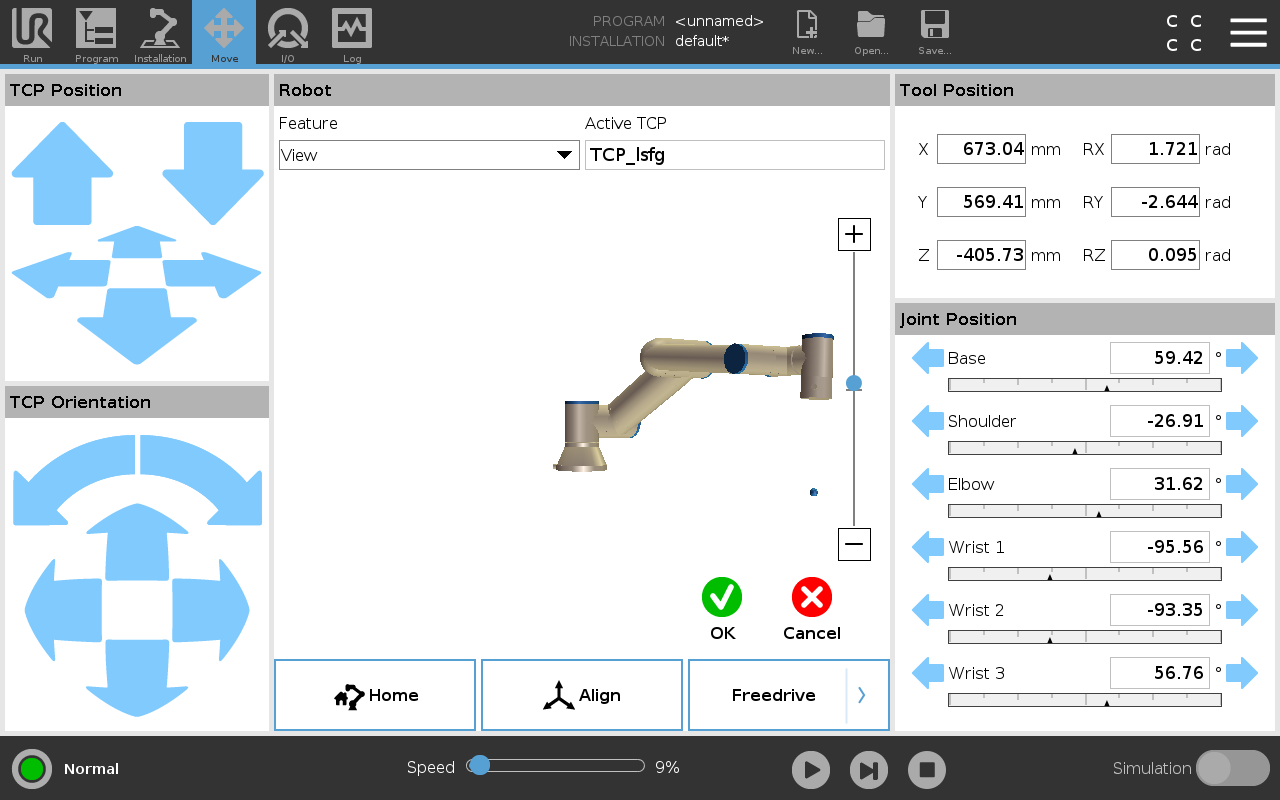 PROGRAM <unnamed>
INSTALLATION default*
Run Program Installation Move I/O Log
New... Open... Save...
C C
C C
TCP Position
Robot
Feature
Active TCP
View
TCP_lsfg
TCP Orientation
OK
Cancel
Home
Align
Freedrive
Tool Position
X 673.04 mm RX 1.721 rad
Y 569.41 mm RY -2.644 rad
Z -405.73 mm RZ 0.095 rad
Joint Position
Base 59.42 °
Shoulder -26.91 °
Elbow 31.62 °
Wrist 1 -95.56 °
Wrist 2 -93.35 °
Wrist 3 56.76 °
Normal
Speed 9%
Simulation